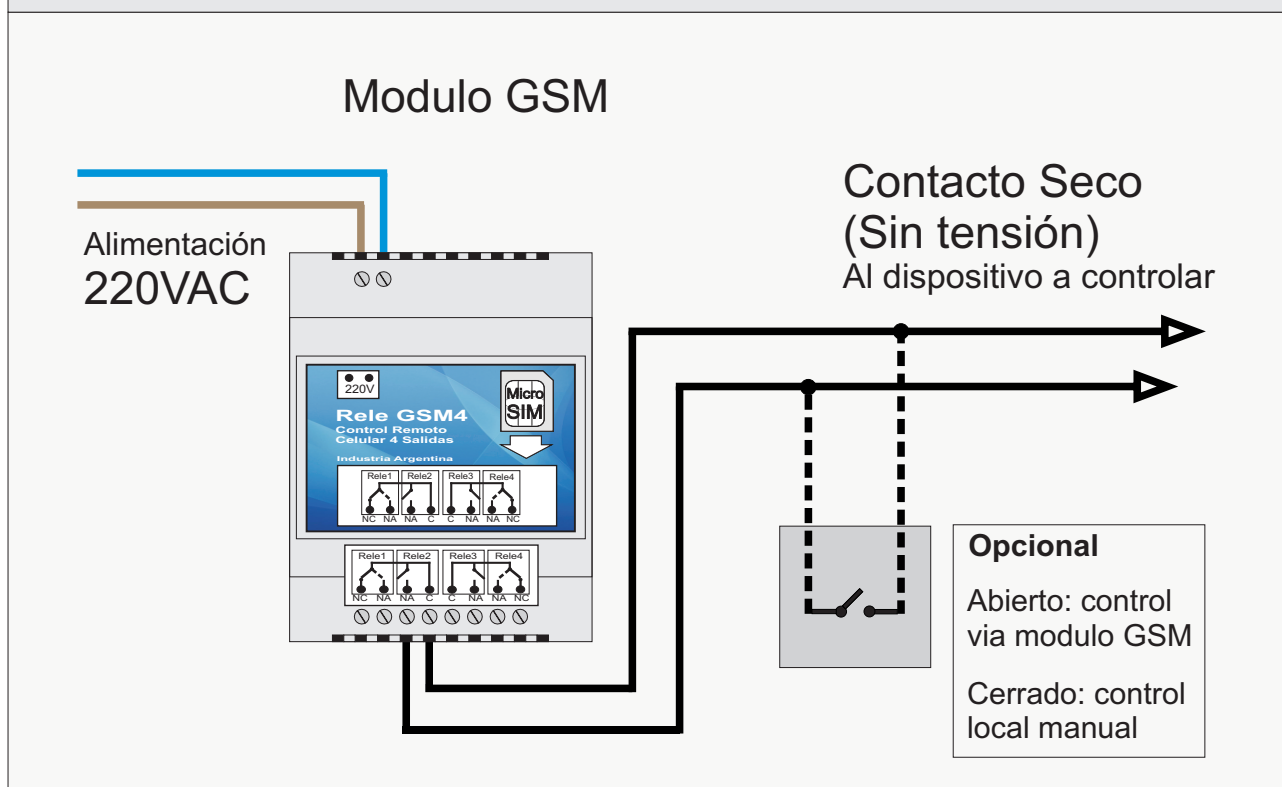 Modulo GSM
Alimentación
220VAC
Contacto Seco
(Sin tensión)
Al dispositivo a controlar
220V
Micro
SIM
Rele GSM4
Control Remoto
Celular 4 Salidas
Industria Argentina
Rele1 Rele2 Rele3 Rele4
NC NA NA C C NA NA NC
Rele1 Rele2 Rele3 Rele4
NC NA NA C C NA NA NC
Opcional
Abierto: control
via modulo GSM
Cerrado: control
local manual